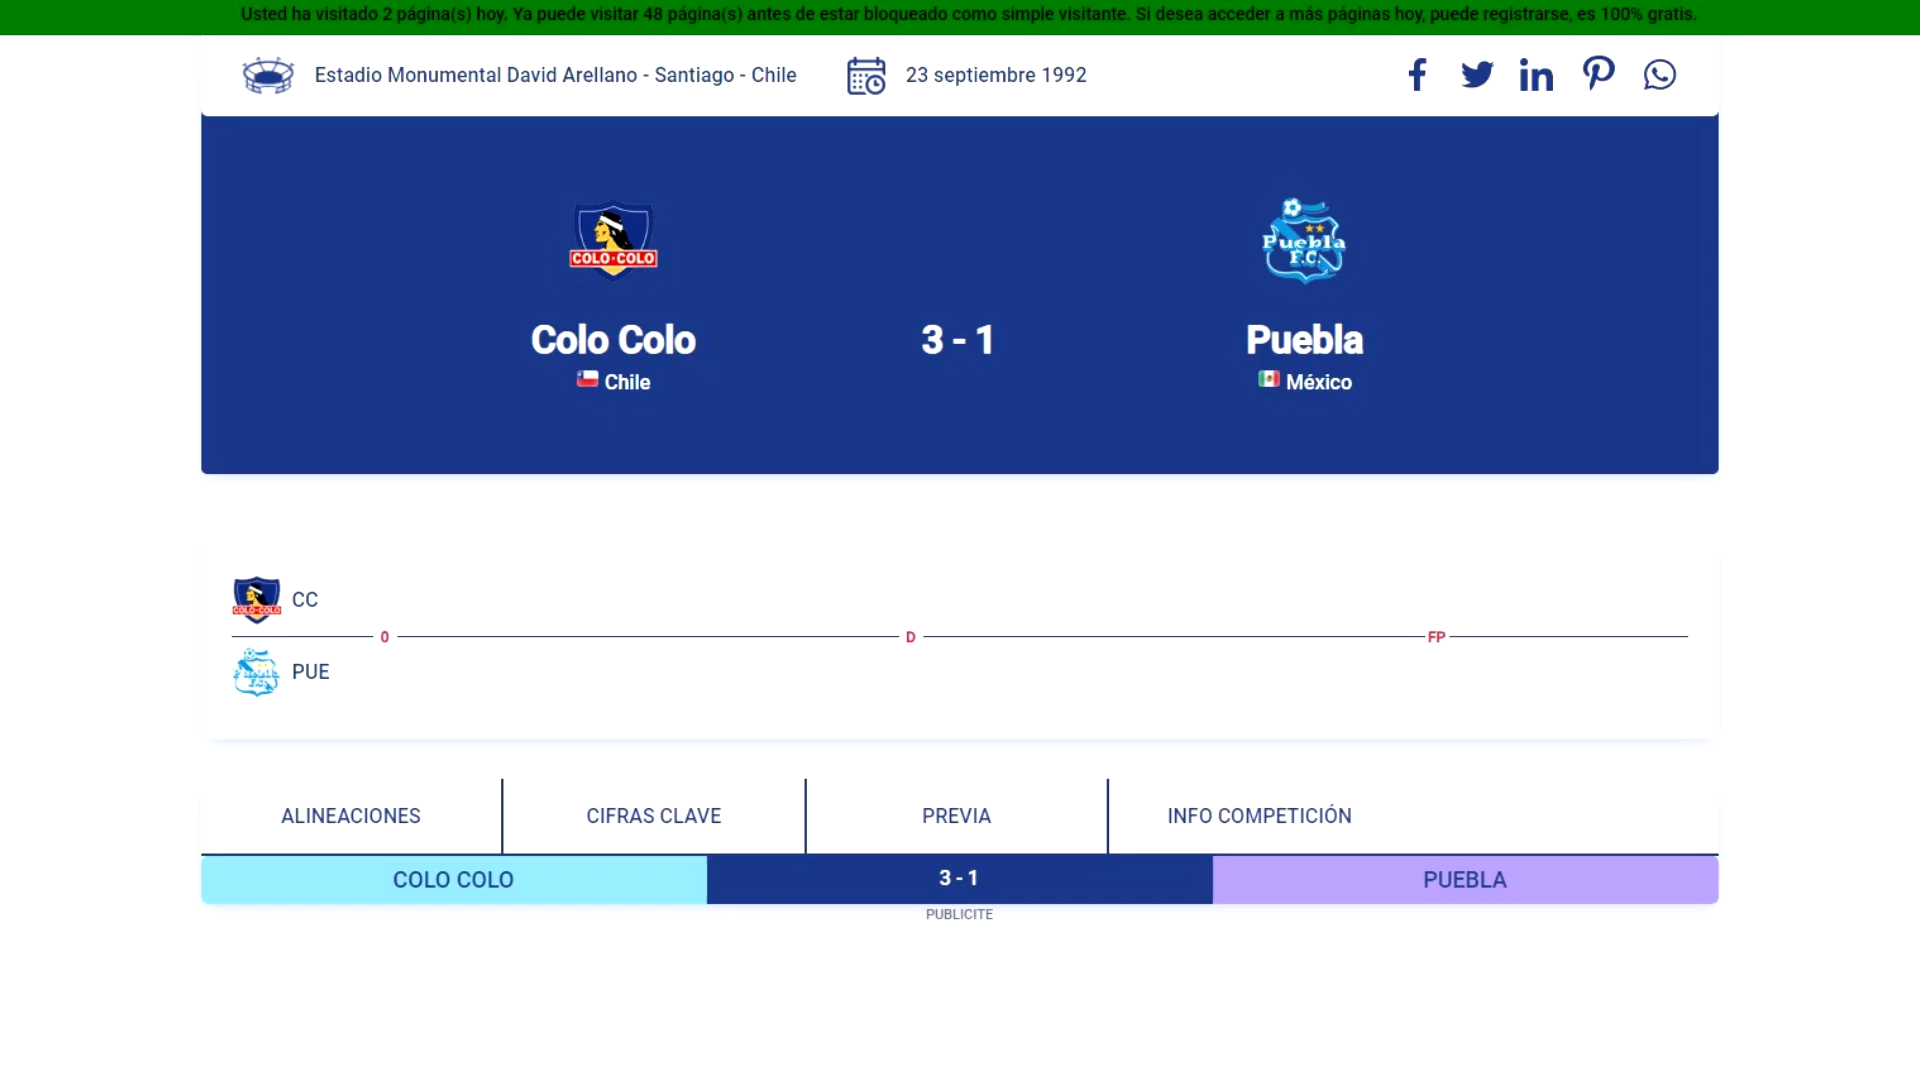 Usted ha visitado 2 página(s) hoy. Ya puede visitar 48 página(s) antes de estar bloqueado como simple visitante. Si desea acceder a más páginas hoy, puede registrarse, es 100% gratis.
Estadio Monumental David Arellano - Santiago - Chile
23 septiembre 1992
COLO-COLO
Puebla
F.C.
Colo Colo
3 - 1
Puebla
Chile
México
COLO-COLO
CC
0
D
FP
Puebla
F.C.
PUE
ALINEACIONES
CIFRAS CLAVE
PREVIA
INFO COMPETICIÓN
COLO COLO
3 - 1
PUEBLA
PUBLICITE